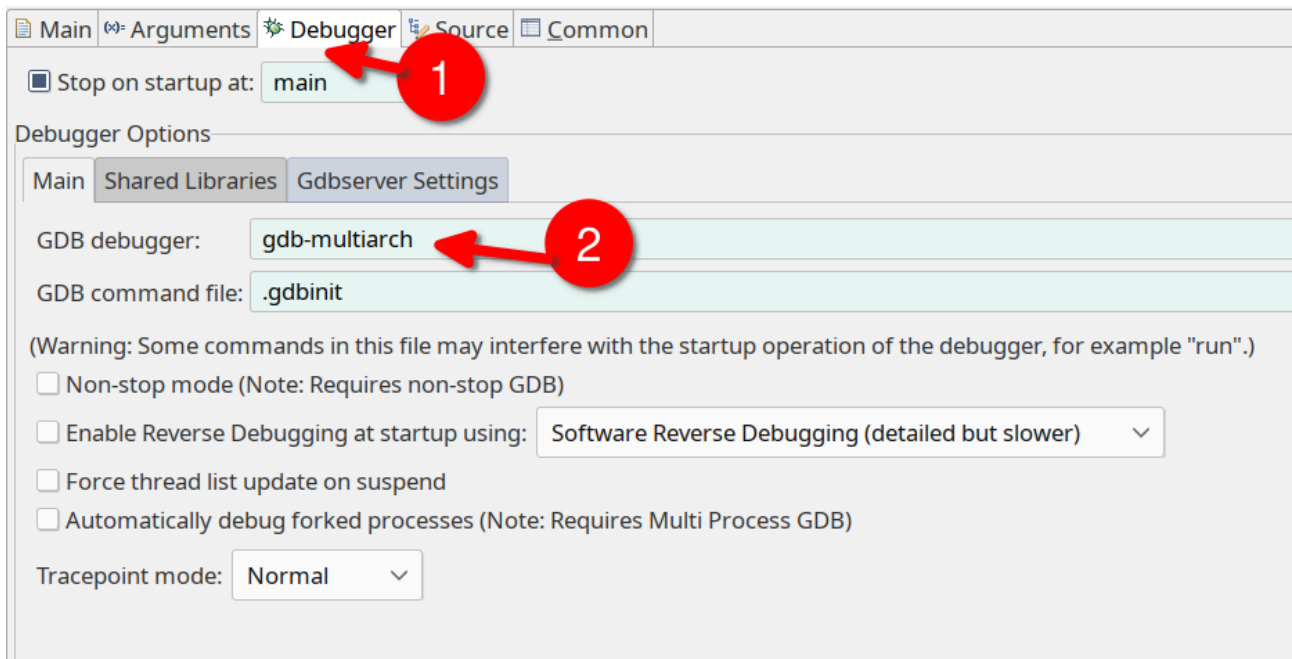 Main (x)= Arguments Debugger Source Common
1
Stop on startup at: main
Debugger Options
Main Shared Libraries Gdbserver Settings
GDB debugger: gdb-multiarch 2
GDB command file: .gdbinit
(Warning: Some commands in this file may interfere with the startup operation of the debugger, for example "run".)
Non-stop mode (Note: Requires non-stop GDB)
Enable Reverse Debugging at startup using: Software Reverse Debugging (detailed but slower)
Force thread list update on suspend
Automatically debug forked processes (Note: Requires Multi Process GDB)
Tracepoint mode: Normal